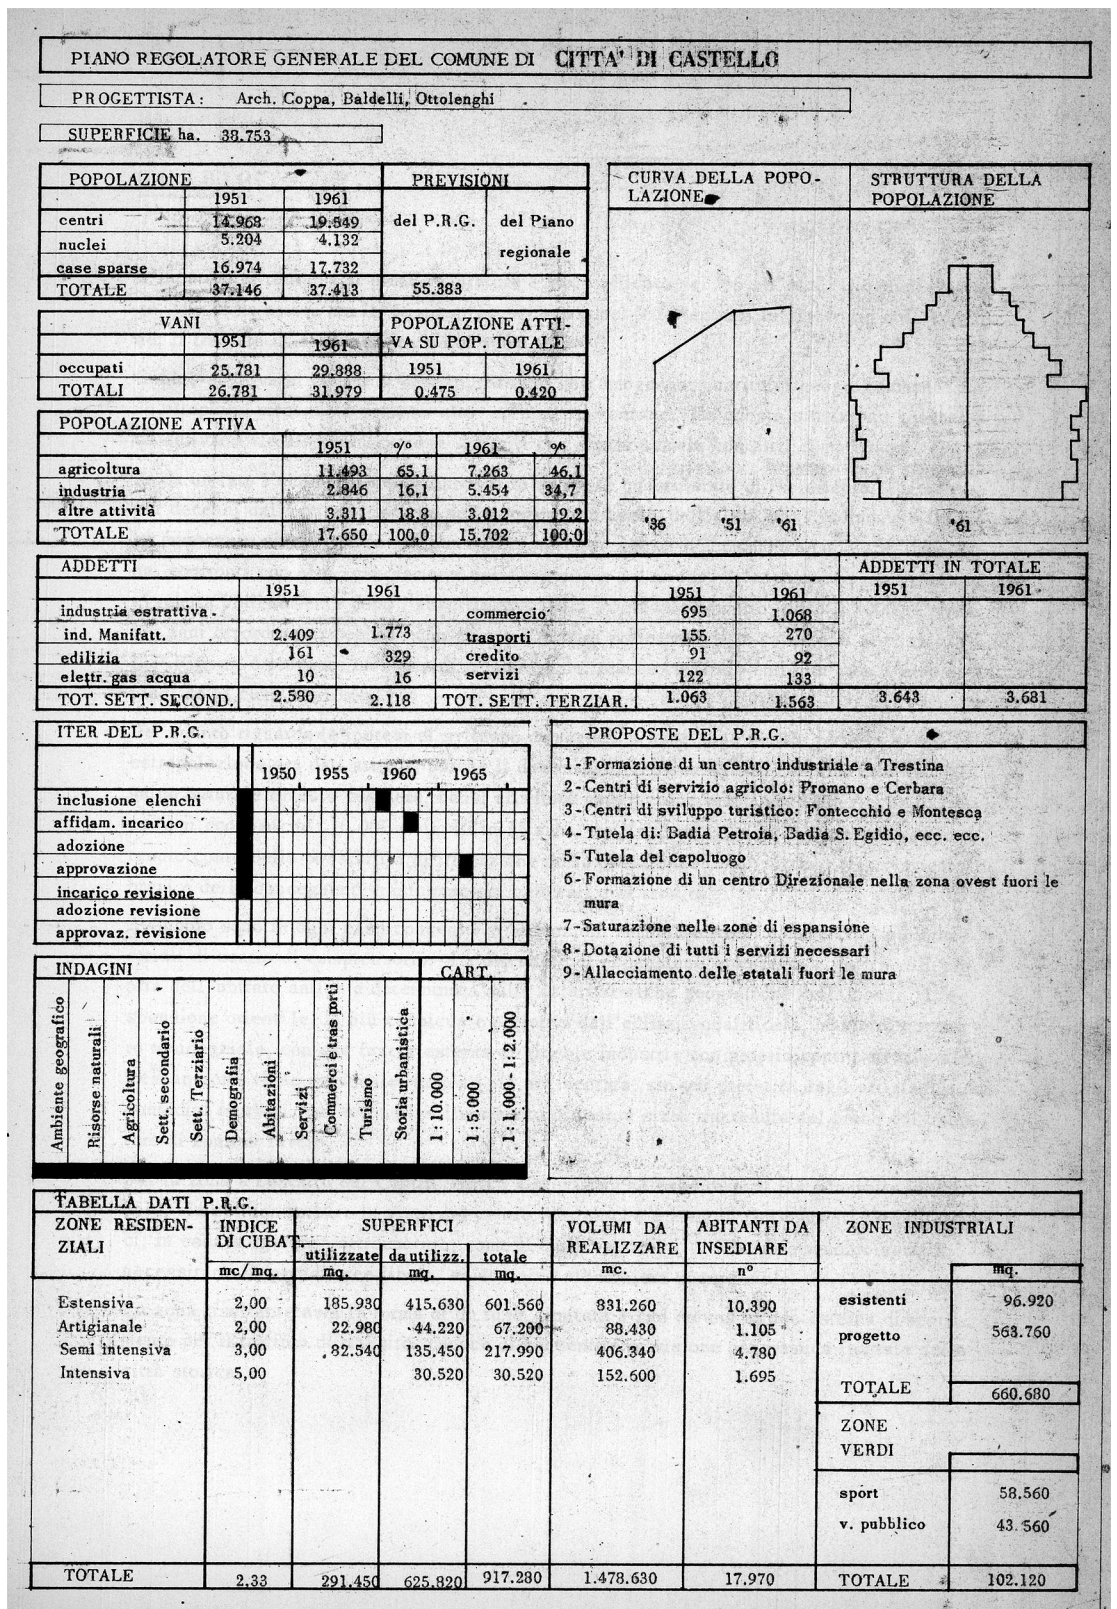 PIANO REGOLATORE GENERALE DEL COMUNE DI CITTA' DI CASTELLO
PROGETTISTA: Arch. Coppa, Baldelli, Ottolenghi
SUPERFICIE ha. 38.753
POPOLAZIONE PREVISIONI
1951 1961
centri 14.968 19.549 del P.R.G. del Piano
nuclei 5.204 4.132 regionale
case sparse 16.974 17.732
TOTALE 37.146 37.413 55.383
VANI POPOLAZIONE ATTI-
1951 1961 VA SU POP. TOTALE
occupati 25.781 29.888 1951 1961
TOTALI 26.781 31.979 0.475 0.420
POPOLAZIONE ATTIVA
1951 % 1961 %
agricoltura 11.493 65.1 7.263 46,1
industria 2.846 16,1 5.454 34,7
altre attività 3.311 18.8 3.012 19.2
TOTALE 17.650 100,0 15.702 100,0
CURVA DELLA POPO-
LAZIONE
'36 '51 '61
STRUTTURA DELLA
POPOLAZIONE
'61
ADDETTI ADDETTI IN TOTALE
1951 1961 1951 1961 1951 1961
industria estrattiva commercio 695 1.068
ind. Manifatt. 2.409 1.773 trasporti 155 270
edilizia 161 329 credito 91 92
elettr. gas acqua 10 16 servizi 122 133
TOT. SETT. SECOND. 2.580 2.118 TOT. SETT. TERZIAR. 1.063 1.563 3.643 3.681
ITER DEL P.R.G.
1950 1955 1960 1965
inclusione elenchi
affidam. incarico
adozione
approvazione
incarico revisione
adozione revisione
approvaz. revisione
PROPOSTE DEL P.R.G.
1-Formazione di un centro industriale a Trestina
2-Centri di servizio agricolo: Promano e Cerbara
3-Centri di sviluppo turistico: Fontecchio e Montesca
4-Tutela di: Badia Petroia, Badia S. Egidio, ecc. ecc.
5-Tutela del capoluogo
6-Formazione di un centro Direzionale nella zona ovest fuori le
mura
7-Saturazione nelle zone di espansione
8-Dotazione di tutti i servizi necessari
9-Allacciamento delle statali fuori le mura
INDAGINI CART.
Ambiente geografico
Risorse naturali
Agricoltura
Sett. secondario
Sett. Terziario
Demografia
Abitazioni
Servizi
Commerci e tras porti
Turismo
Storia urbanistica
1:10.000
1:5.000
1:1.000-1:2.000
TABELLA DATI P.R.G.
ZONE RESIDEN-
ZIALI
INDICE
DI CUBAT.
SUPERFICI
VOLUMI DA
REALIZZARE
ABITANTI DA
INSEDIARE
ZONE INDUSTRIALI
utilizzate da utilizz. totale
mc/mq. mq. mq. mq. mc. n° mq.
Estensiva 2,00 185.930 415.630 601.560 831.260 10.390 esistenti 96.920
Artigianale 2,00 22.980 44.220 67.200 88.430 1.105 progetto 563.760
Semi intensiva 3,00 82.540 135.450 217.990 406.340 4.780
Intensiva 5,00 30.520 30.520 152.600 1.695 TOTALE 660.680
ZONE
VERDI
sport 58.560
v. pubblico 43.560
TOTALE 2,33 291.450 625.820 917.280 1.478.630 17.970 TOTALE 102.120